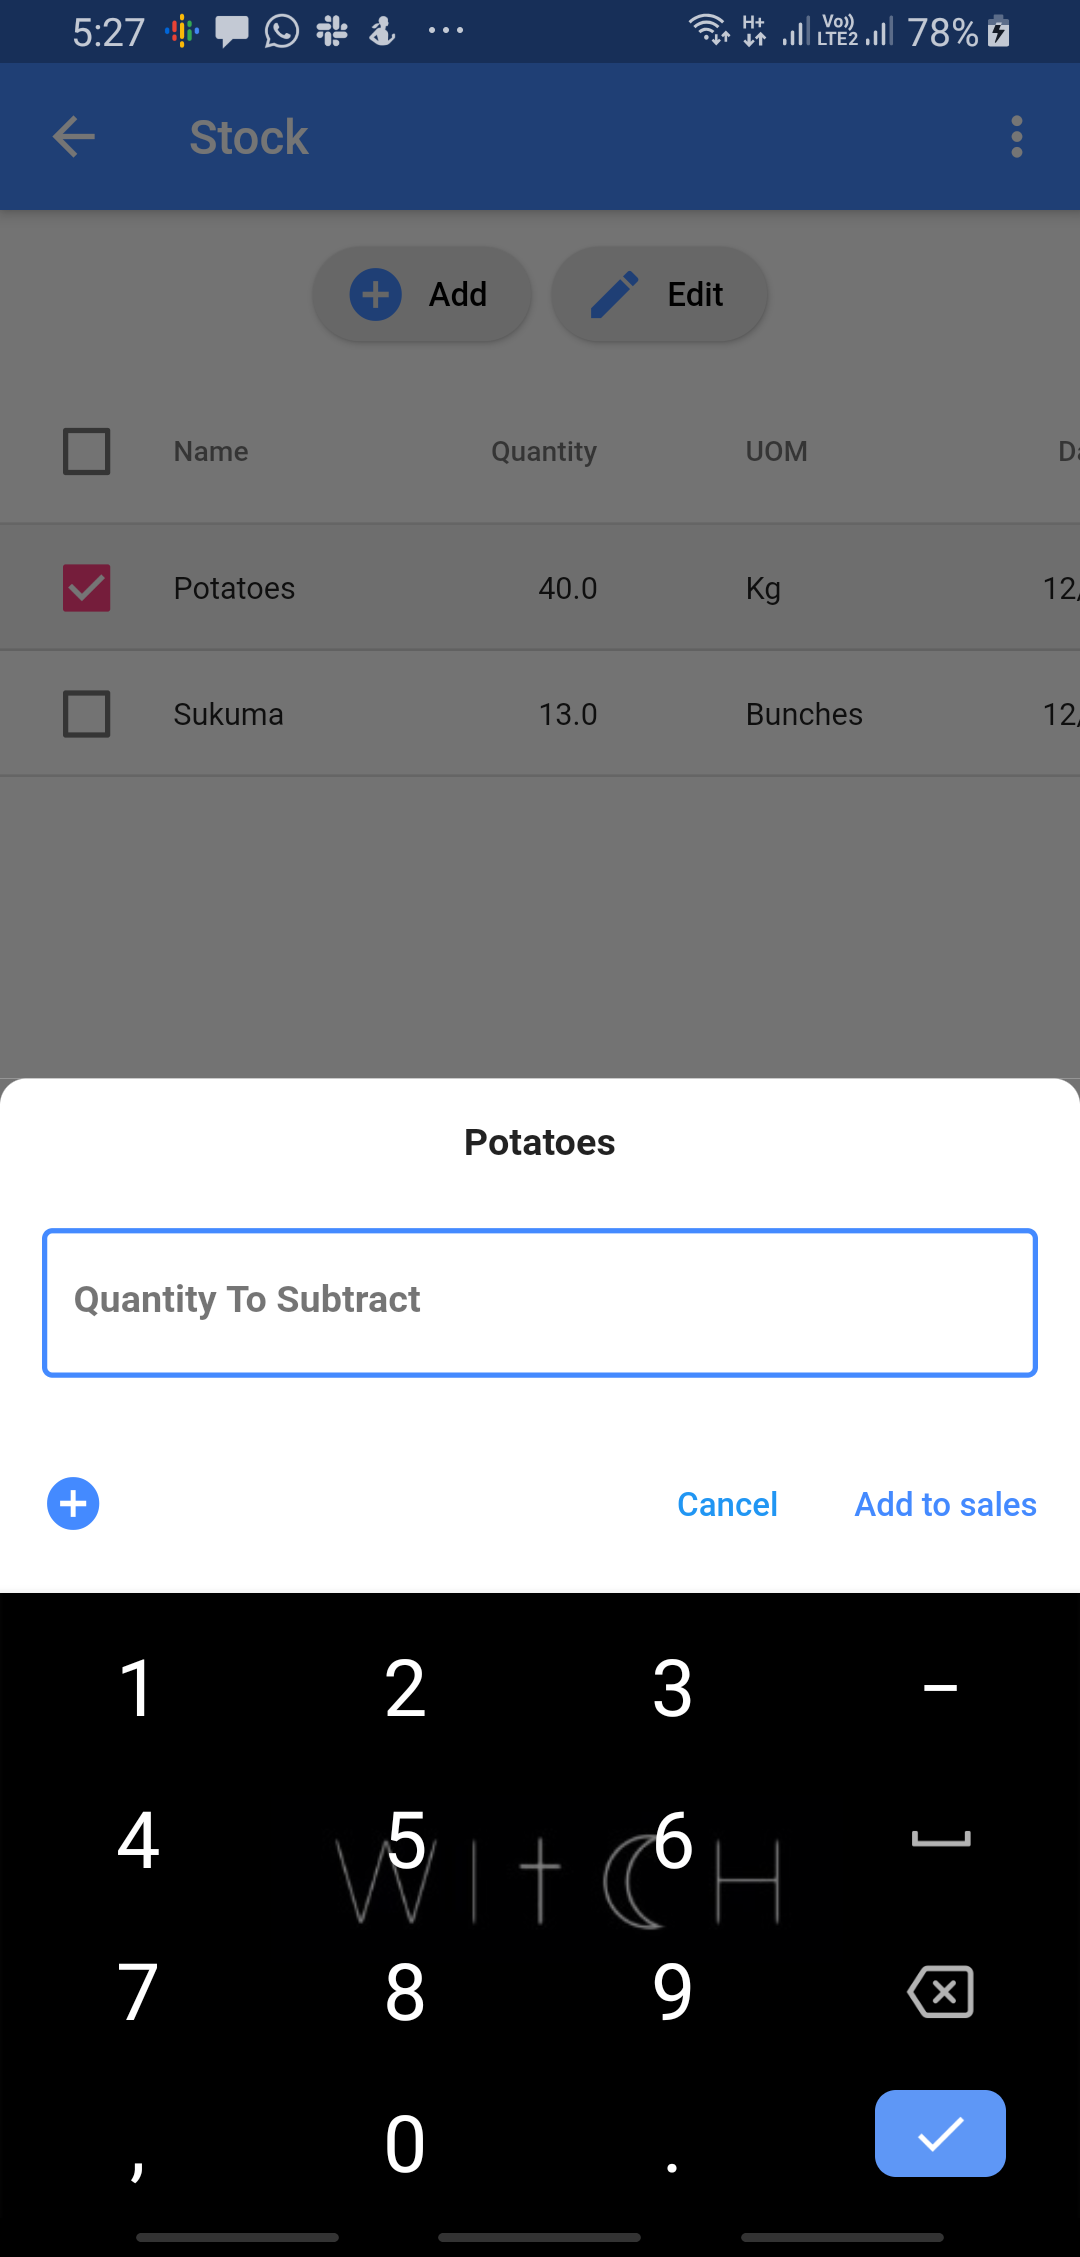 5:27 H+ Vo)) LTE2 78%
Stock
Add Edit
Name Quantity UOM
Potatoes 40.0 Kg 12
Sukuma 13.0 Bunches 12
Potatoes
Quantity To Subtract
Cancel Add to sales
1 2 3 –
4 5 6
WITCH
7 8 9
, 0 .